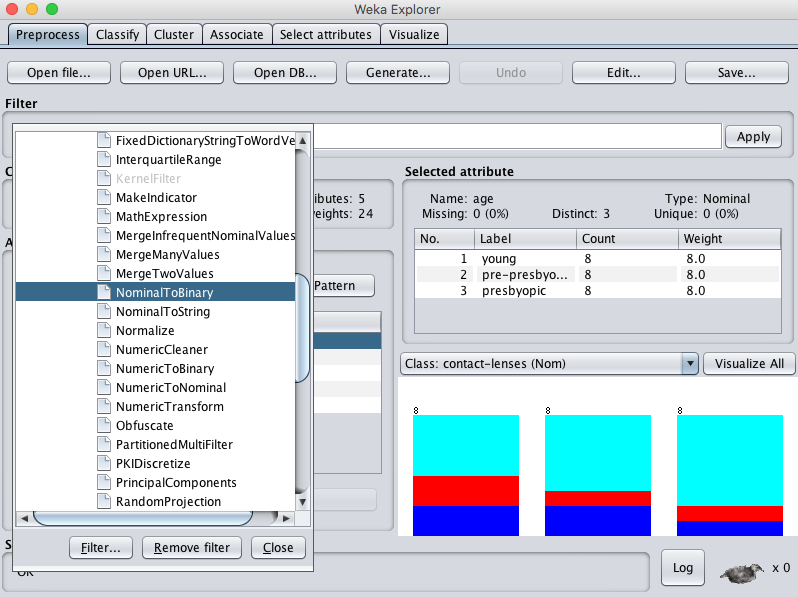 Weka Explorer
Preprocess Classify Cluster Associate Select attributes Visualize
Open file... Open URL... Open DB... Generate... Undo Edit... Save...
Filter
Apply
FixedDictionaryStringToWordVe
InterquartileRange
KernelFilter
MakeIndicator
MathExpression
MergeInfrequentNominalValues
MergeManyValues
MergeTwoValues
NominalToBinary
NominalToString
Normalize
NumericCleaner
NumericToBinary
NumericToNominal
NumericTransform
Obfuscate
PartitionedMultiFilter
PKIDiscretize
PrincipalComponents
RandomProjection
Filter... Remove filter Close
ibutes: 5
eights: 24
Pattern
Selected attribute
Name: age Type: Nominal
Missing: 0 (0%) Distinct: 3 Unique: 0 (0%)
No. Label Count Weight
1 young 8 8.0
2 pre-presbyo... 8 8.0
3 presbyopic 8 8.0
Class: contact-lenses (Nom) Visualize All
8 8 8
OK
Log x 0